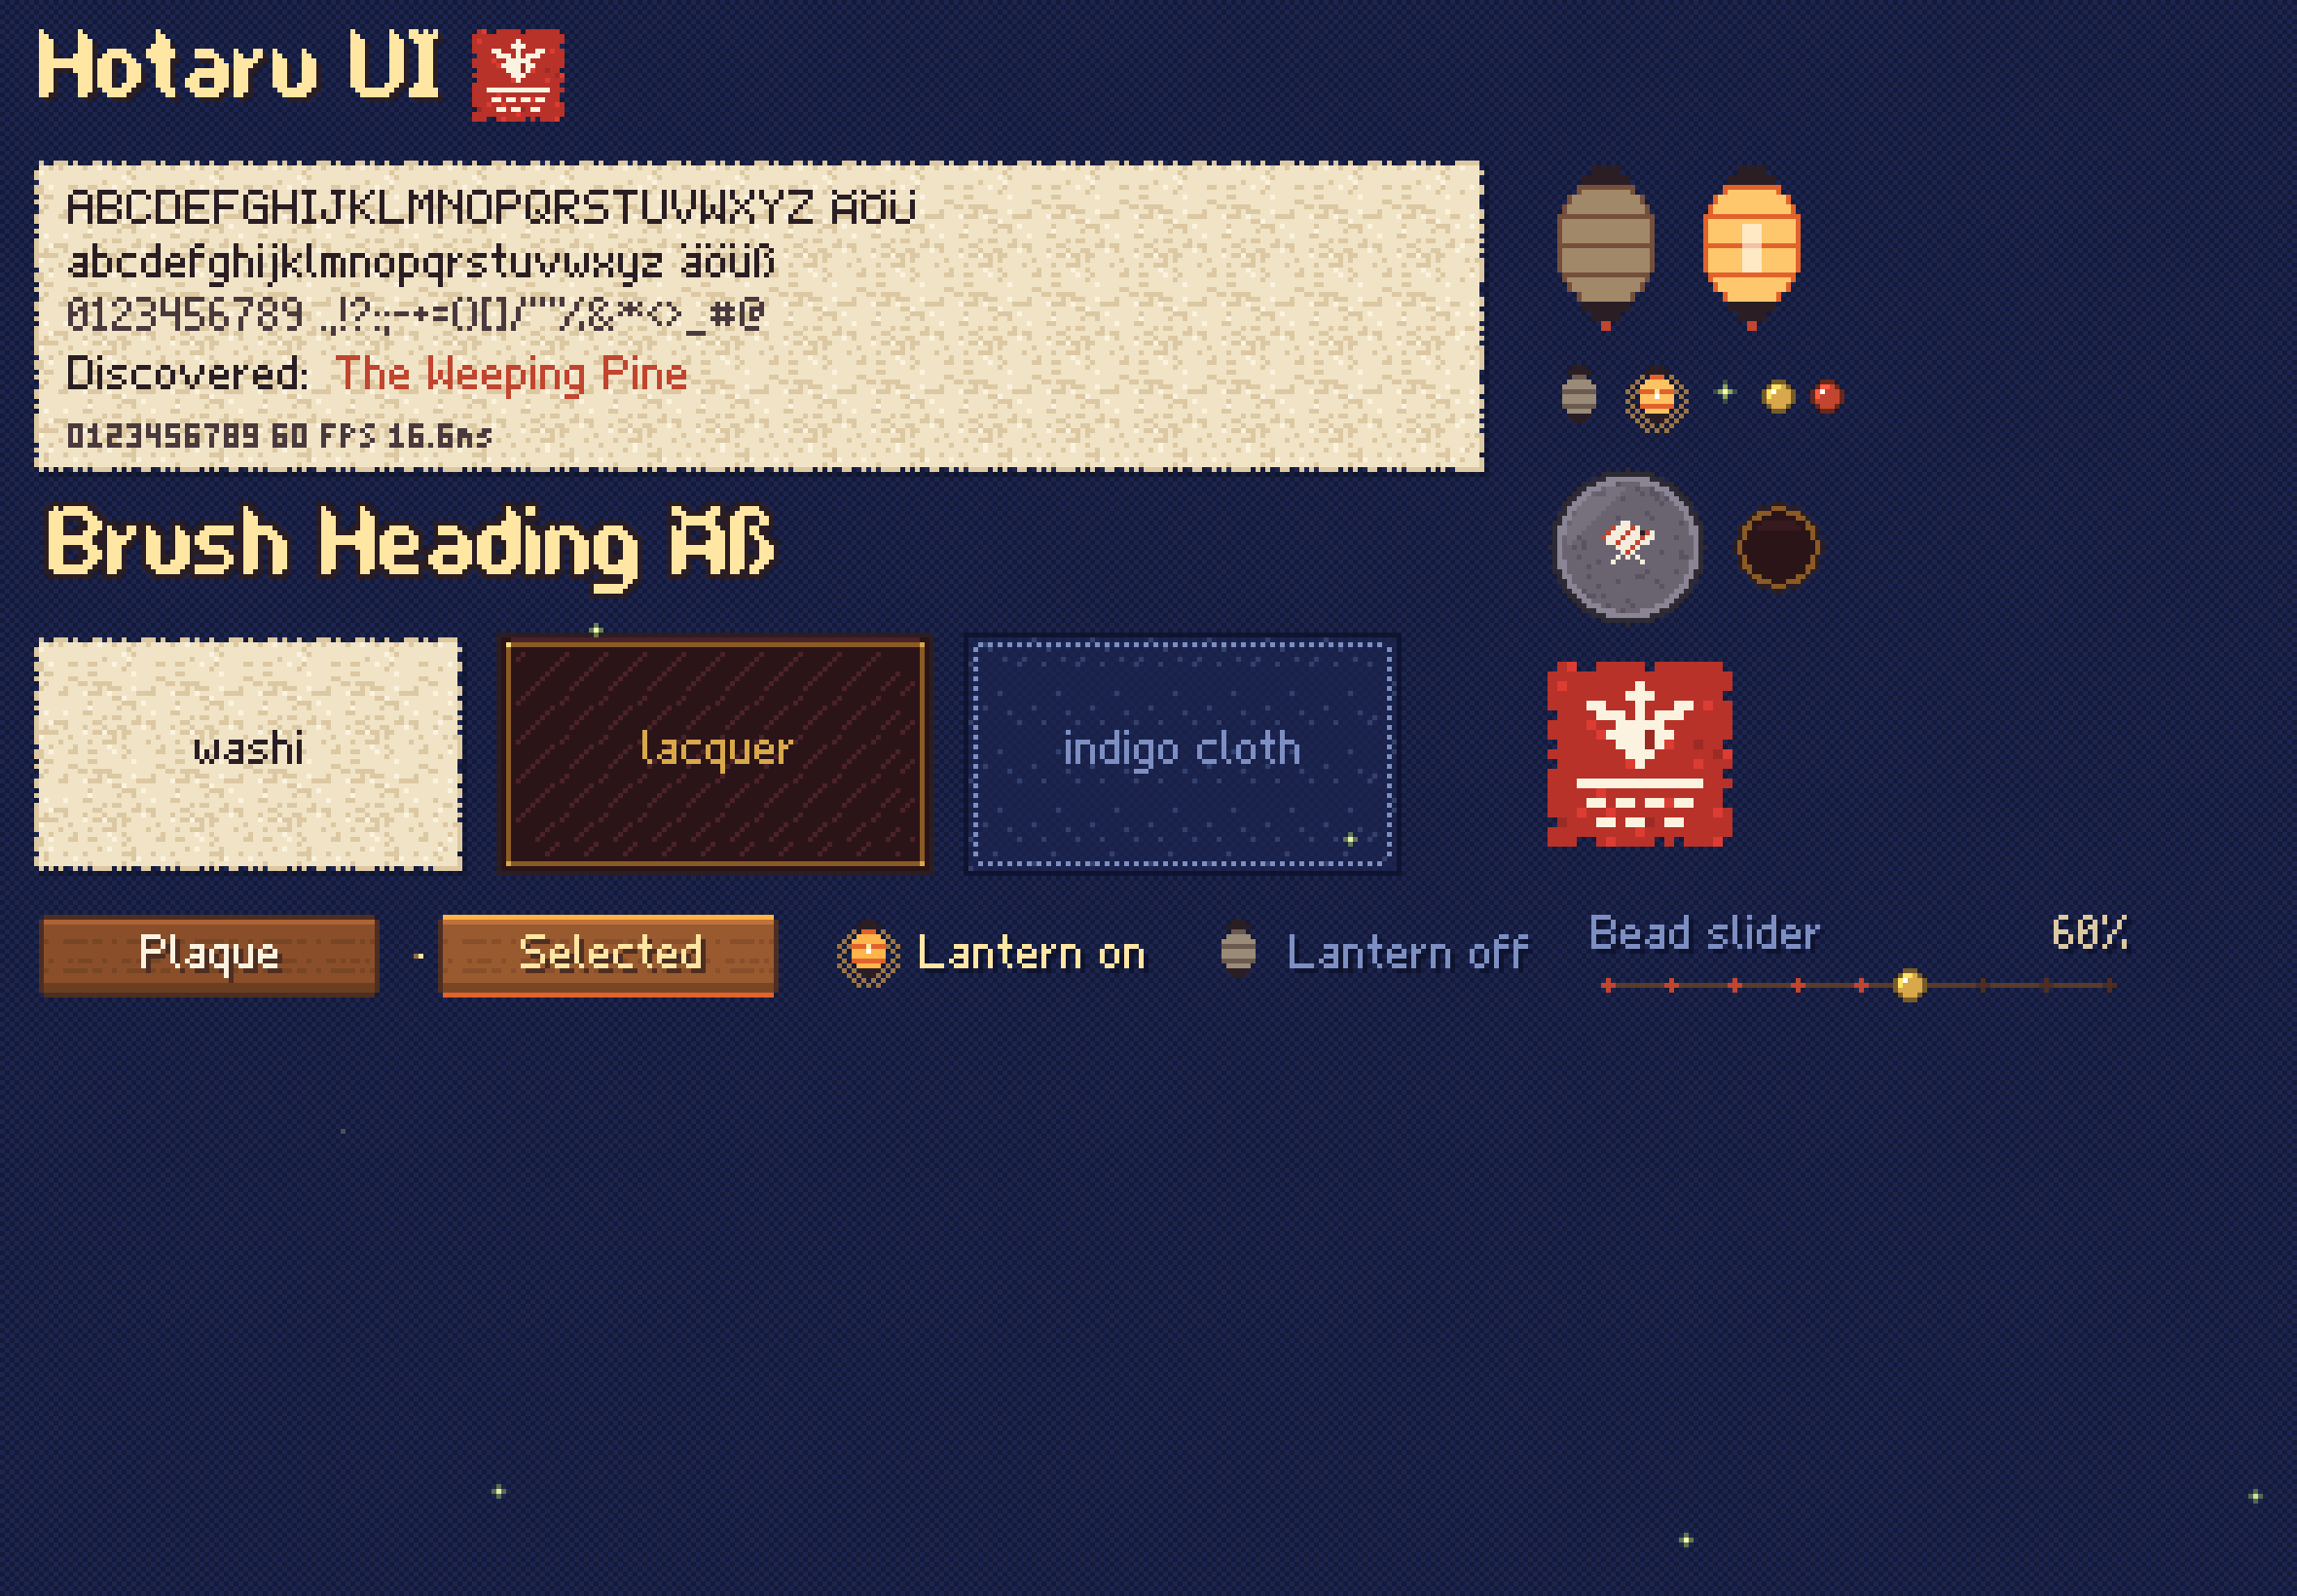 Hotaru UI
ABCDEFGHIJKLMNOPQRSTUVWXYZ ÄÖÜ
abcdefghijklmnopqrstuvwxyz äöüß
0123456789 .,!?:;-+=()[]/'"'"/,&·*·<>_#@
Discovered: The Weeping Pine
0123456789 60 FPS 16.6ms
Brush Heading Äß
washi
lacquer
indigo cloth
Plaque
Selected
Lantern on
Lantern off
Bead slider
60%